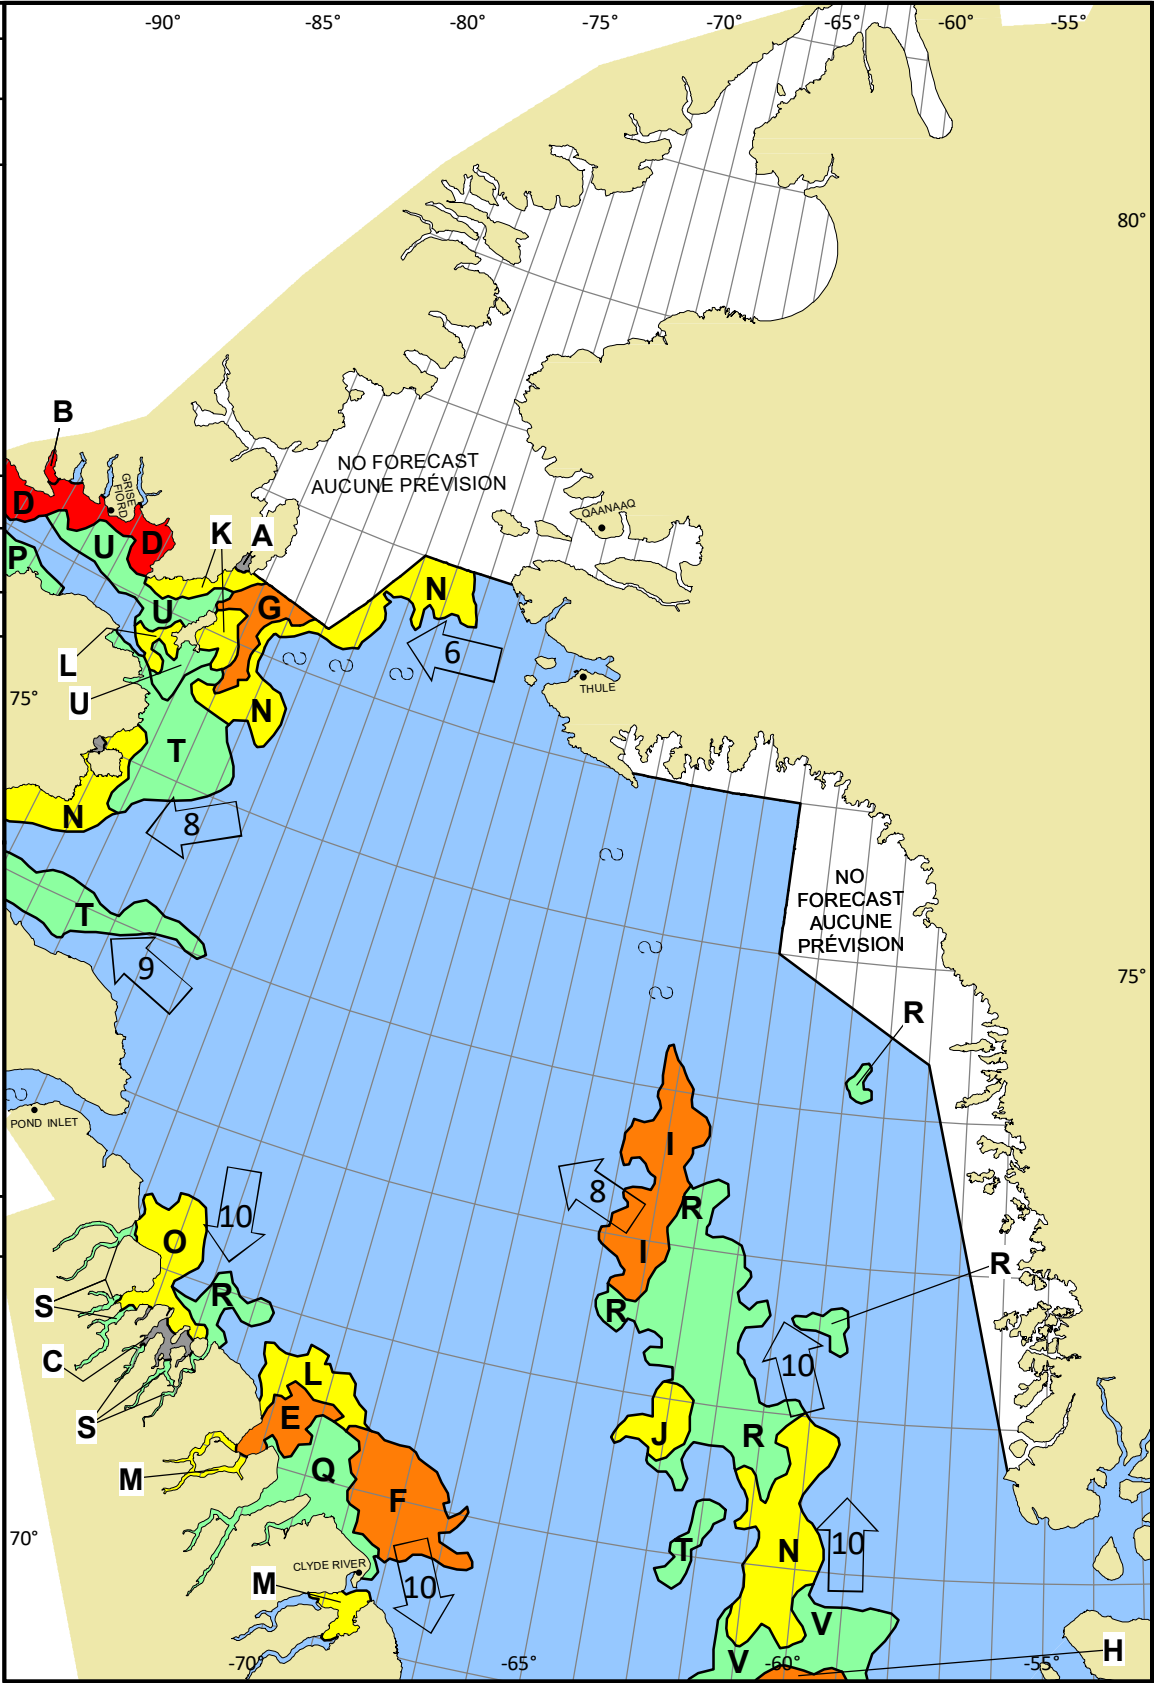 -90° -85° -80° -75° -70° -65° -60° -55°
80°
B
NO FORECAST
AUCUNE PRÉVISION
D
GRISE
FIORD
QAANAAQ
U
D
K
A
P
N
G
U
6
L
U
THULE
75°
N
T
N
8
NO
FORECAST
AUCUNE
PRÉVISION
T
9
75°
R
POND INLET
I
8
R
10
O
I
R
R
S
R
C
10
L
E
S
J
R
Q
M
F
70°
10
T
N
CLYDE RIVER
M
10
V
H
V
-70° -65° -60° -55°